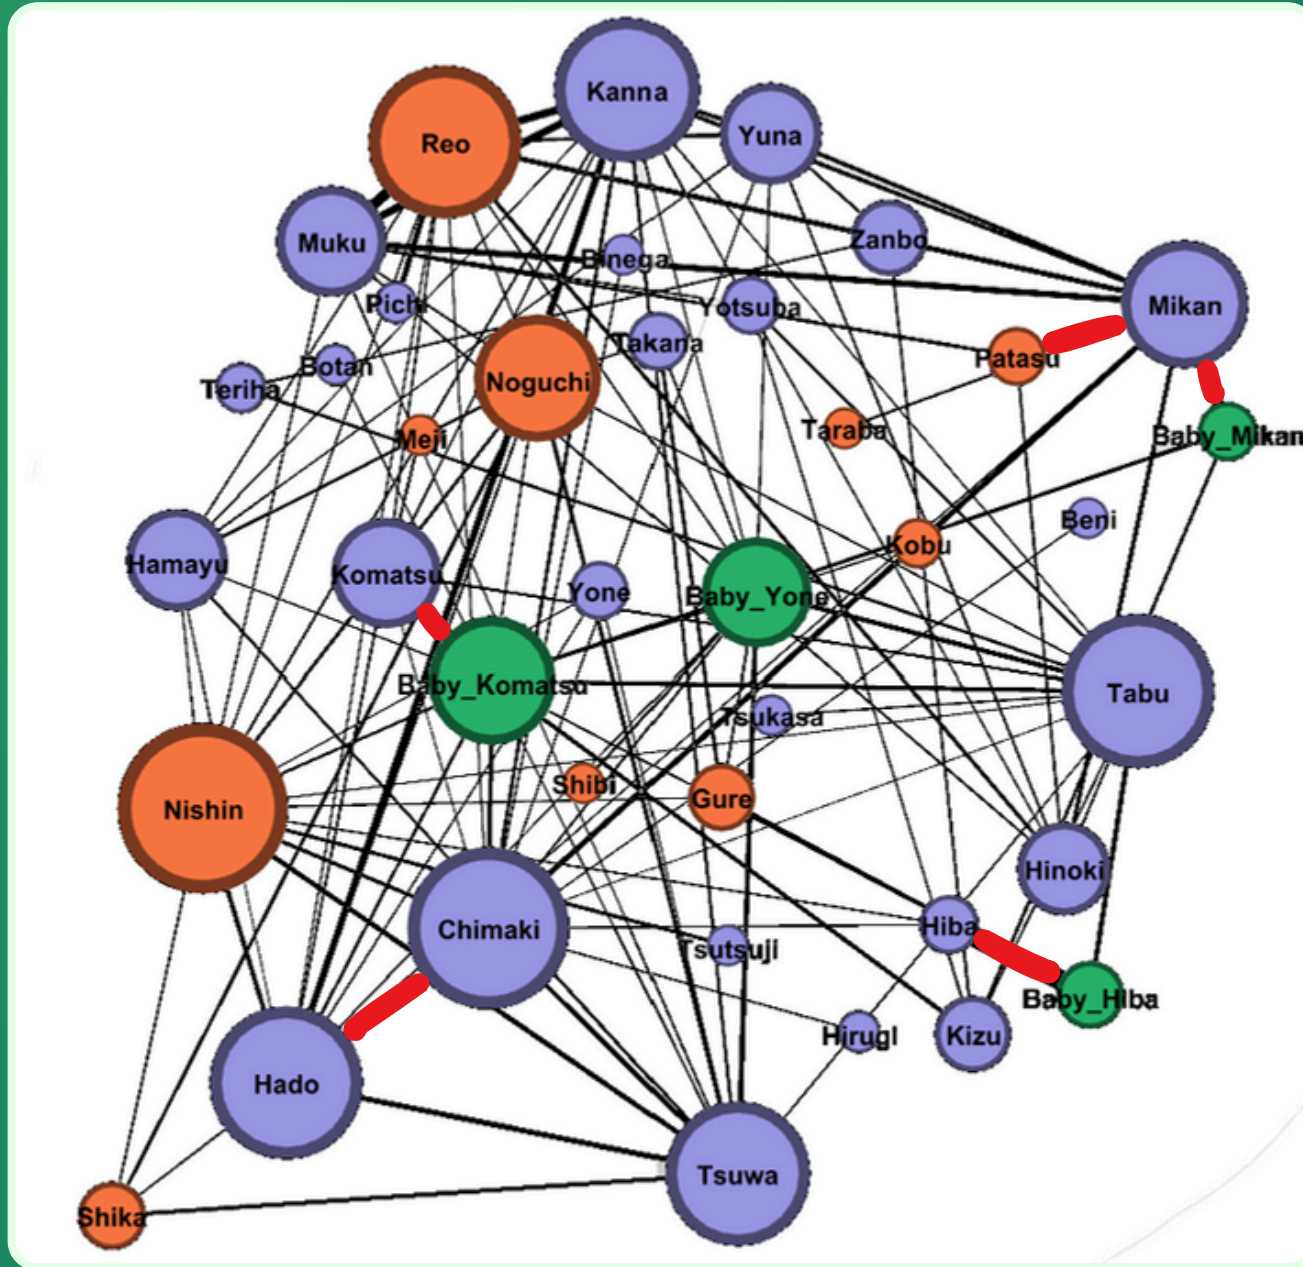 Kanna
Yuna
Reo
Muku
Zanbo
Binega
Pichi
Yotsuba
Mikan
Takana
Patasu
Botan
Teriha
Noguchi
Taraba
Meji
Baby_Mikan
Beni
Kobu
Hamayu
Komatsu
Yone
Baby_Yone
Baby_Komatsu
Tabu
Tsukasa
Shibi
Gure
Nishin
Hinoki
Chimaki
Hiba
Tsutsuji
Baby_Hiba
Hirugi
Kizu
Hado
Tsuwa
Shika